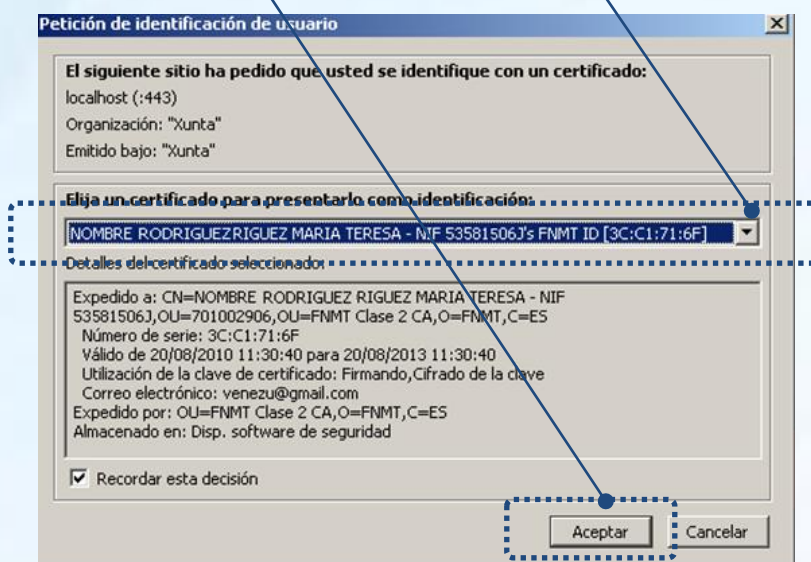 Petición de identificación de usuario
El siguiente sitio ha pedido que usted se identifique con un certificado:
localhost (:443)
Organización: "Xunta"
Emitido bajo: "Xunta"
Elija un certificado para presentarlo como identificación:
NOMBRE RODRIGUEZRIGUEZ MARIA TERESA - NIF 53581506J's FNMT ID [3C:C1:71:6F]
Detalles del certificado seleccionado:
Expedido a: CN=NOMBRE RODRIGUEZ RIGUEZ MARIA TERESA - NIF
53581506J,OU=701002906,OU=FNMT Clase 2 CA,O=FNMT,C=ES
Número de serie: 3C:C1:71:6F
Válido de 20/08/2010 11:30:40 para 20/08/2013 11:30:40
Utilización de la clave de certificado: Firmando,Cifrado de la clave
Correo electrónico: venezu@gmail.com
Expedido por: OU=FNMT Clase 2 CA,O=FNMT,C=ES
Almacenado en: Disp. software de seguridad
Recordar esta decisión
Aceptar Cancelar